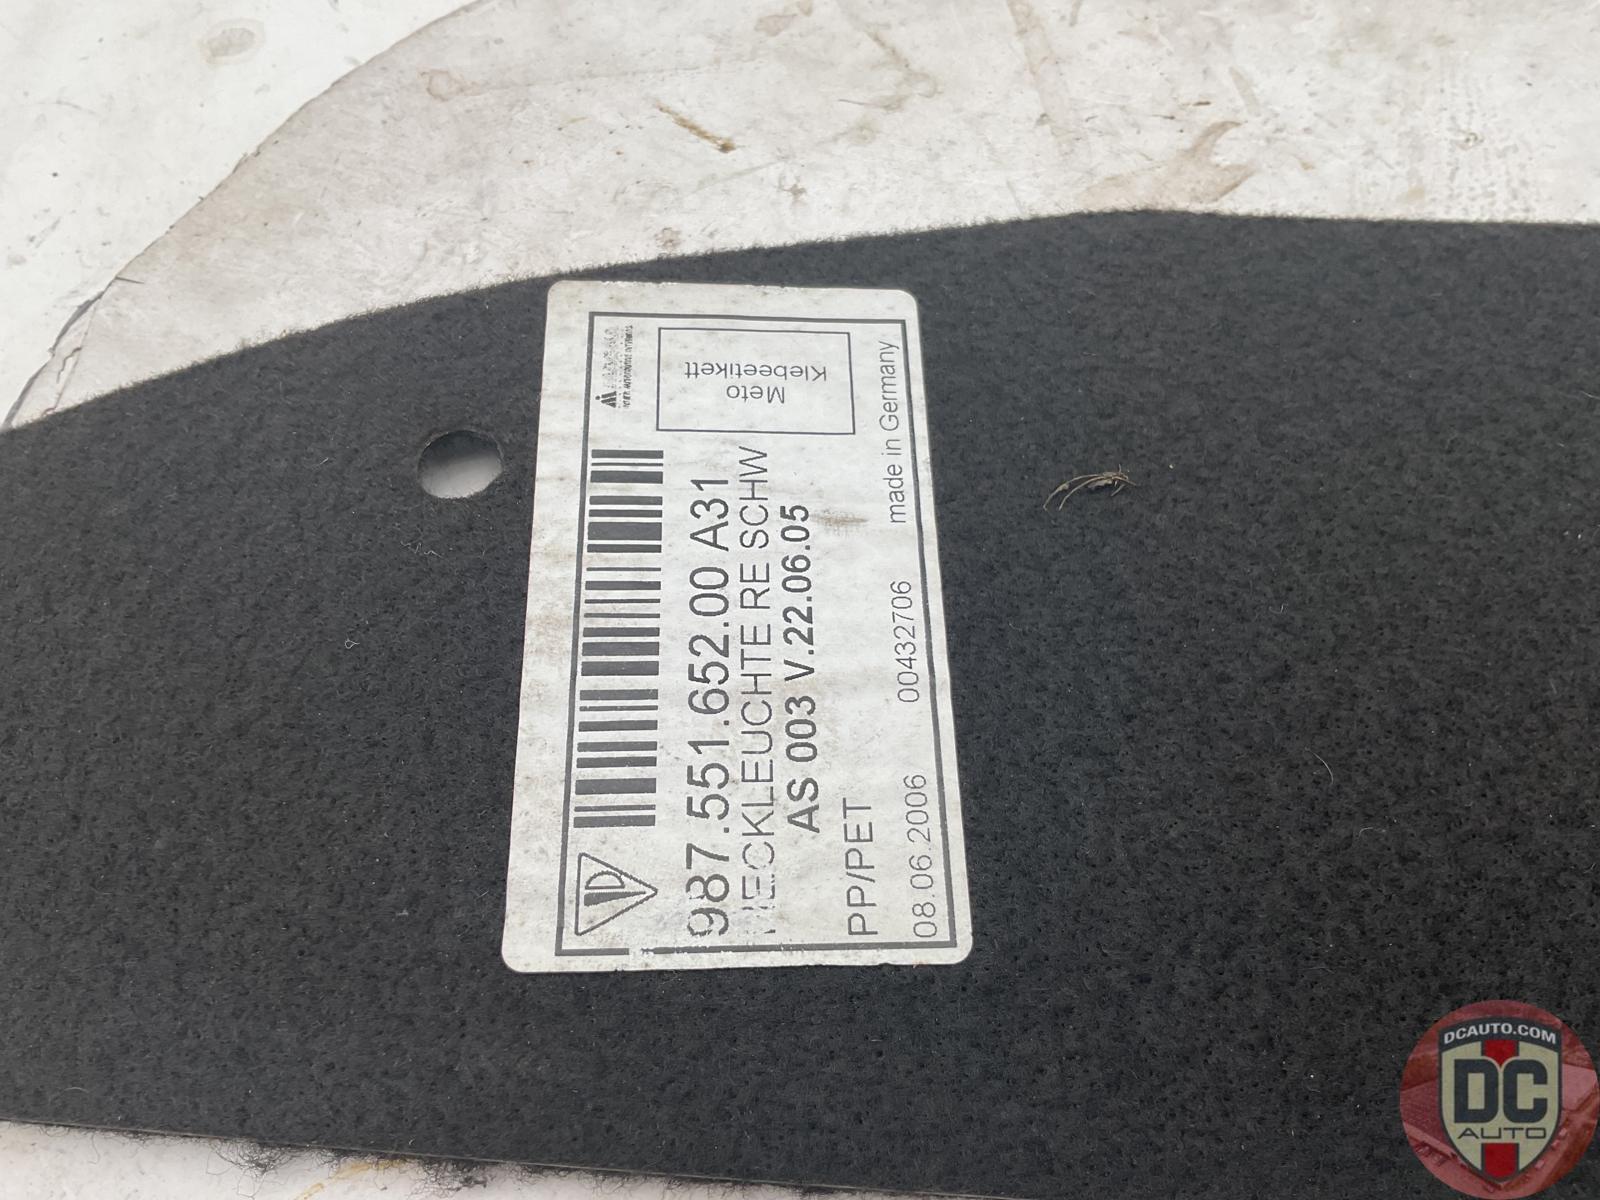 987.551.652.00 A31
HECKLEUCHTE RE SCHW
AS 003 V.22.06.05
PP/PET
08.06.2006 00432706 made in Germany
Meto
Klebeetikett
DCAUTO.COM
DC
AUTO